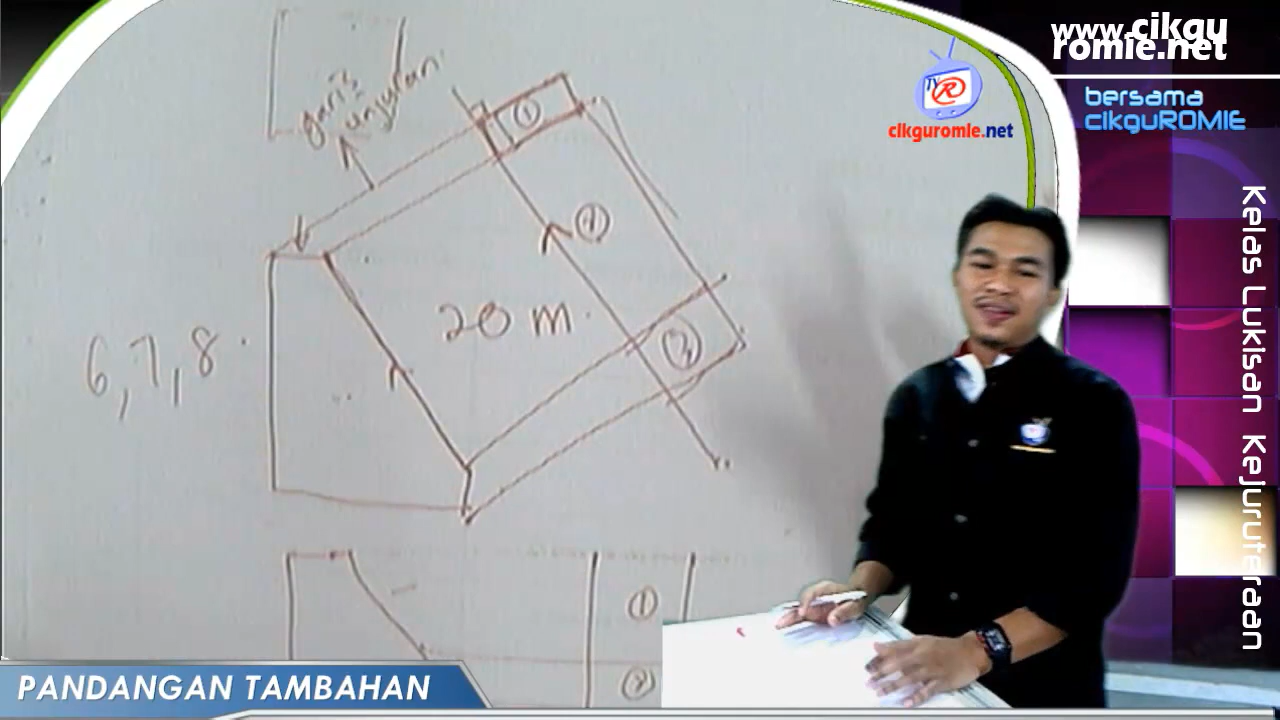 www.cikgu
romie.net
bersama
cikguROMIE
TV R
cikguromie.net
Kelas Lukisan Kejuruteraan
garis
unjuran
1
2
3
20 m
6, 7, 8
1
2
PANDANGAN TAMBAHAN